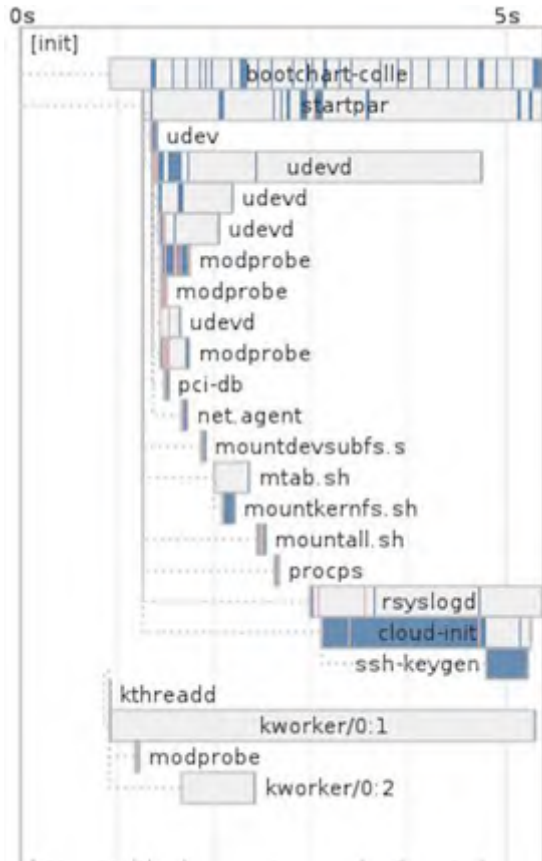 0s 5s
[init]
bootchart-colle
startpar
udev
udevd
udevd
udevd
modprobe
modprobe
udevd
modprobe
pci-db
net.agent
mountdevsubfs.s
mtab.sh
mountkernfs.sh
mountall.sh
procps
rsyslogd
cloud-init
ssh-keygen
kthreadd
kworker/0:1
modprobe
kworker/0:2